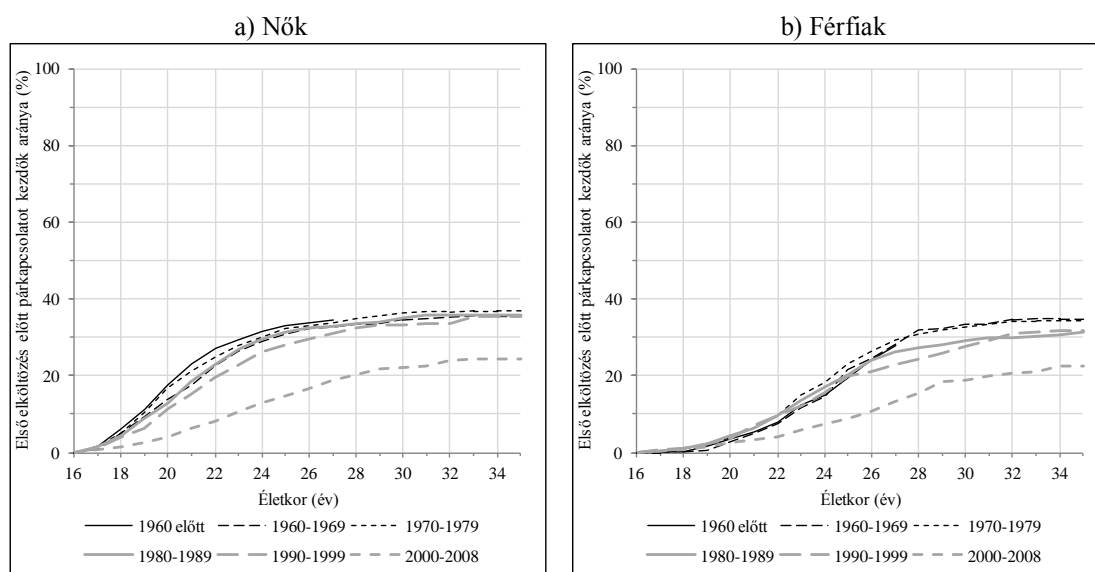 a) Nők
Első elköltözés előtt párkapcsolatot kezdők aránya (%)
100
80
60
40
20
0
16 18 20 22 24 26 28 30 32 34
Életkor (év)
1960 előtt 1960-1969 1970-1979
1980-1989 1990-1999 2000-2008
b) Férfiak
Első elköltözés előtt párkapcsolatot kezdők aránya (%)
100
80
60
40
20
0
16 18 20 22 24 26 28 30 32 34
Életkor (év)
1960 előtt 1960-1969 1970-1979
1980-1989 1990-1999 2000-2008